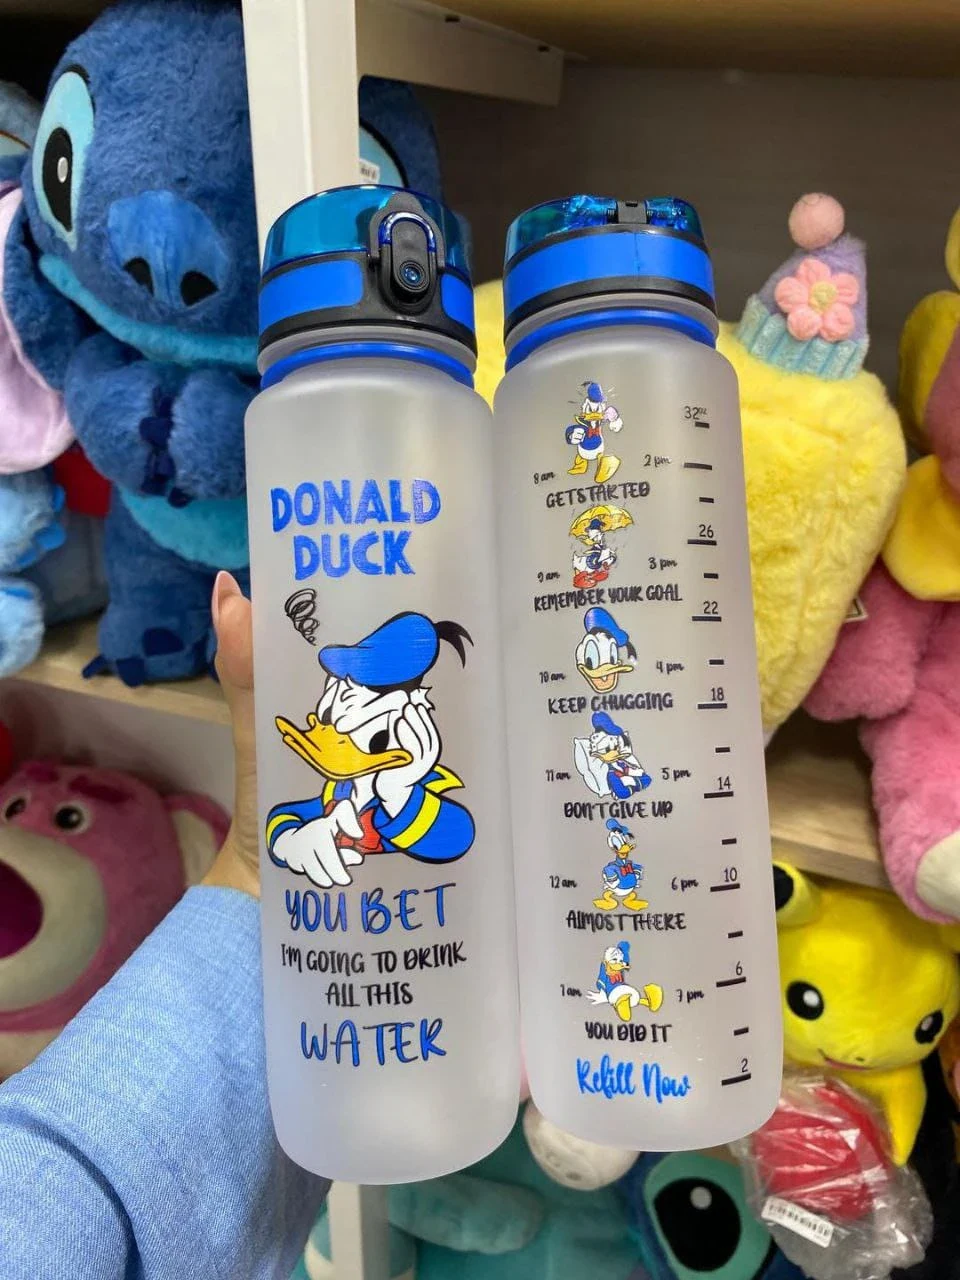 DONALD
DUCK
YOU BET
I'M GOING TO DRINK
ALL THIS
WATER
32oz
8 am 2 pm
GET STARTED
26
9 am 3 pm
REMEMBER YOUR GOAL
22
10 am 4 pm
KEEP CHUGGING
18
11 am 5 pm
DON'T GIVE UP
14
12 am 6 pm
10
ALMOST THERE
6
1 am 7 pm
YOU DID IT
Refill Now
2